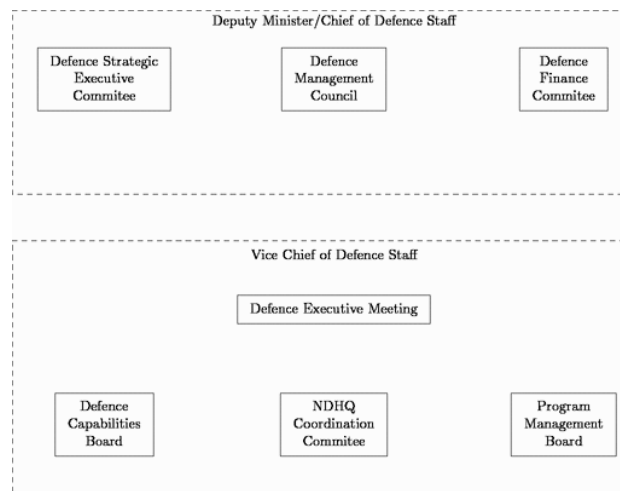 Deputy Minister/Chief of Defence Staff
Defence Strategic
Executive
Commitee
Defence
Management
Council
Defence
Finance
Commitee
Vice Chief of Defence Staff
Defence Executive Meeting
Defence
Capabilities
Board
NDHQ
Coordination
Commitee
Program
Management
Board